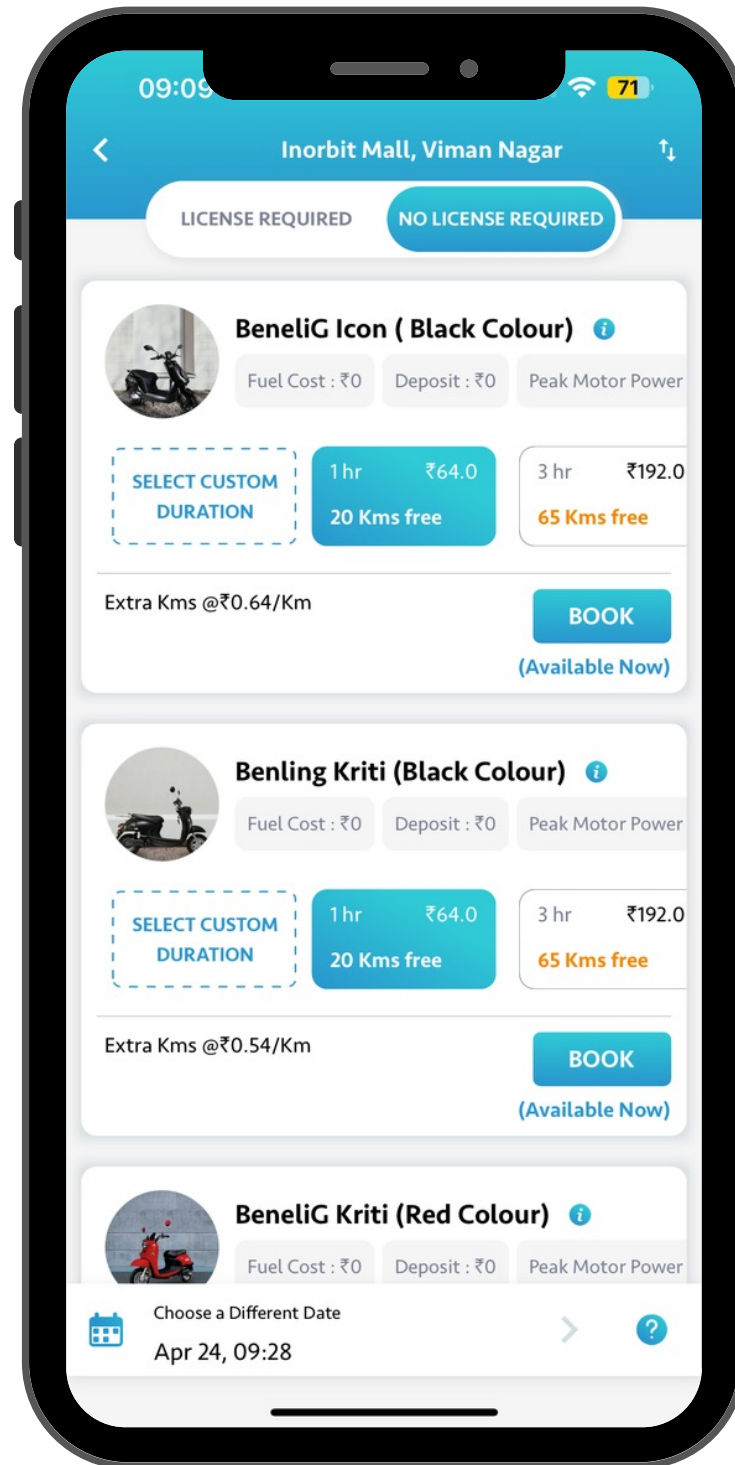 09:09
71
Inorbit Mall, Viman Nagar
LICENSE REQUIRED
NO LICENSE REQUIRED
BeneliG Icon ( Black Colour)
Fuel Cost : ₹0
Deposit : ₹0
Peak Motor Power
SELECT CUSTOM
DURATION
1 hr ₹64.0
20 Kms free
3 hr ₹192.0
65 Kms free
Extra Kms @₹0.64/Km
BOOK
(Available Now)
Benling Kriti (Black Colour)
Fuel Cost : ₹0
Deposit : ₹0
Peak Motor Power
SELECT CUSTOM
DURATION
1 hr ₹64.0
20 Kms free
3 hr ₹192.0
65 Kms free
Extra Kms @₹0.54/Km
BOOK
(Available Now)
BeneliG Kriti (Red Colour)
Fuel Cost : ₹0
Deposit : ₹0
Peak Motor Power
Choose a Different Date
Apr 24, 09:28